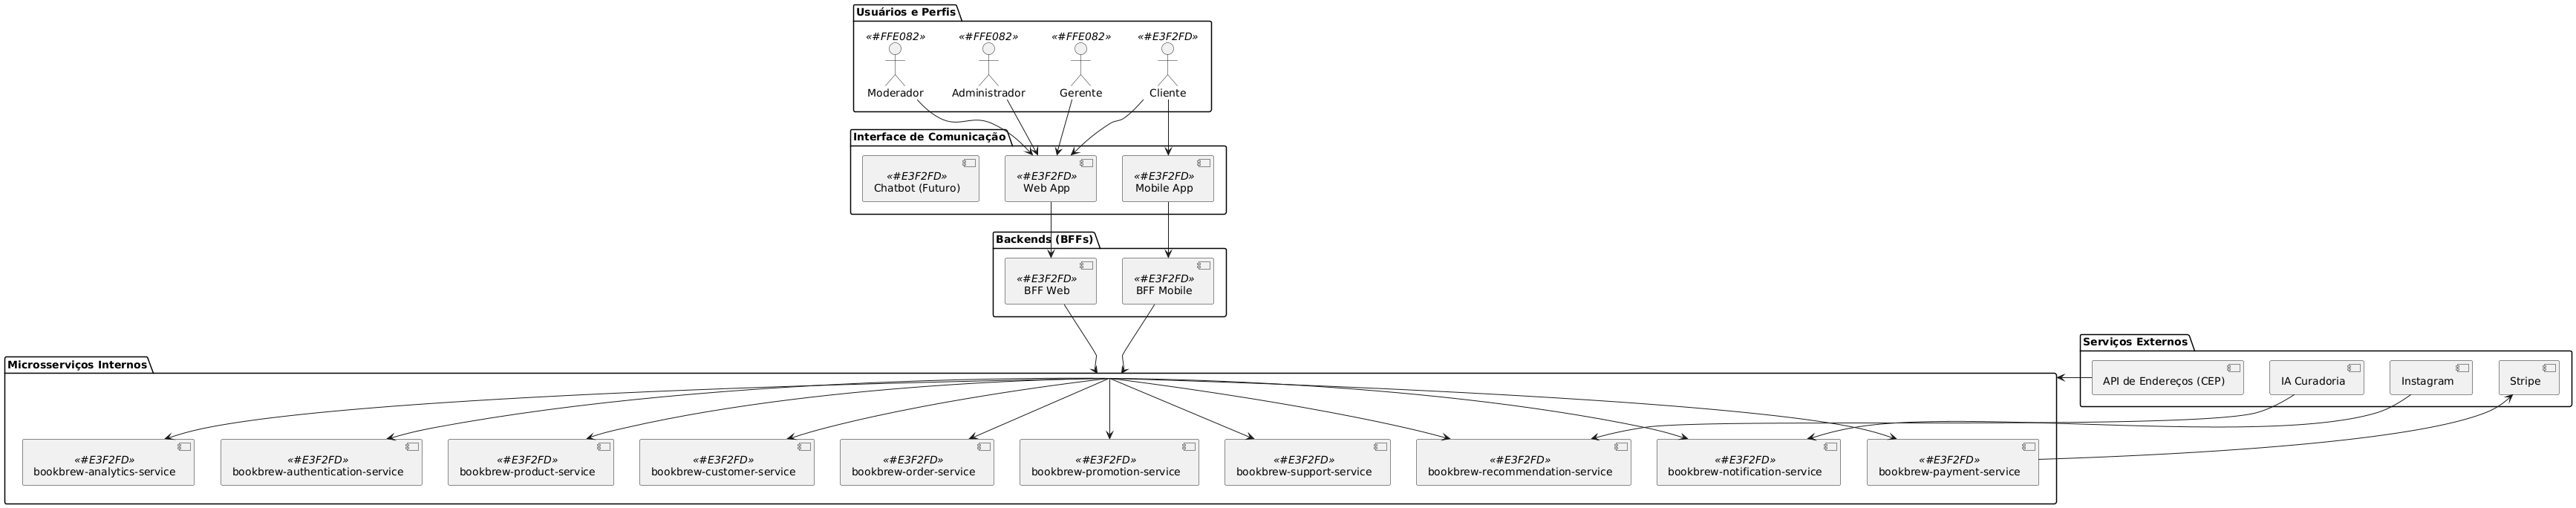 Usuários e Perfis
«#FFE082»
Moderador
«#FFE082»
Administrador
«#FFE082»
Gerente
«#E3F2FD»
Cliente
Interface de Comunicação
«#E3F2FD»
Chatbot (Futuro)
«#E3F2FD»
Web App
«#E3F2FD»
Mobile App
Backends (BFFs)
«#E3F2FD»
BFF Web
«#E3F2FD»
BFF Mobile
Serviços Externos
API de Endereços (CEP)
IA Curadoria
Instagram
Stripe
Microsserviços Internos
«#E3F2FD»
bookbrew-analytics-service
«#E3F2FD»
bookbrew-authentication-service
«#E3F2FD»
bookbrew-product-service
«#E3F2FD»
bookbrew-customer-service
«#E3F2FD»
bookbrew-order-service
«#E3F2FD»
bookbrew-promotion-service
«#E3F2FD»
bookbrew-support-service
«#E3F2FD»
bookbrew-recommendation-service
«#E3F2FD»
bookbrew-notification-service
«#E3F2FD»
bookbrew-payment-service